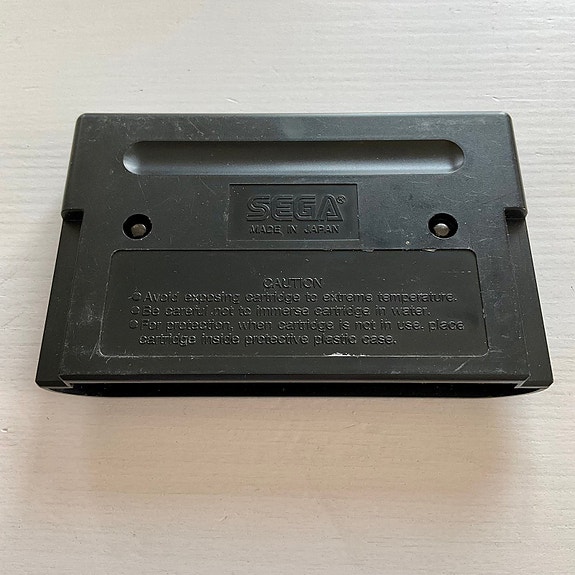 SEGA®
MADE IN JAPAN
CAUTION
○ Avoid exposing cartridge to extreme temperature.
○ Be careful not to immerse cartridge in water.
○ For protection, when cartridge is not in use, place
cartridge inside protective plastic case.